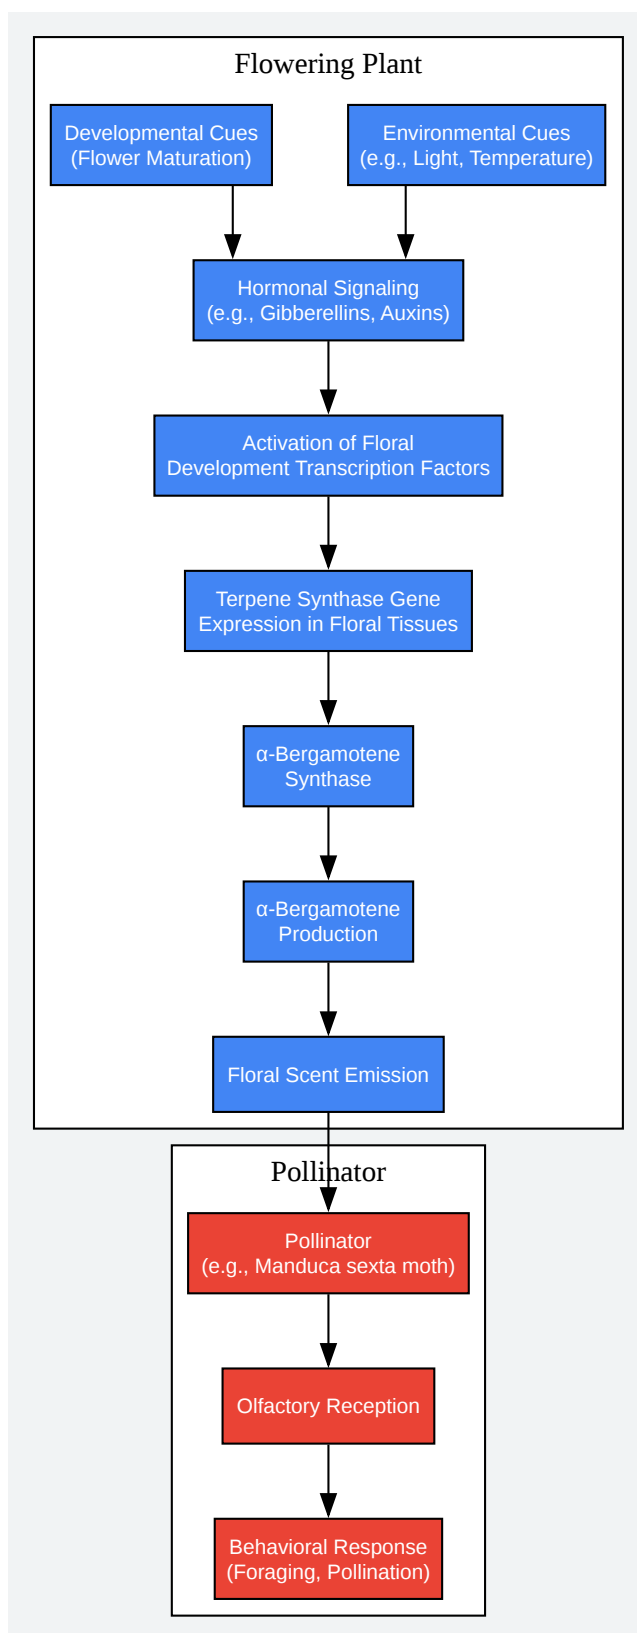 Flowering Plant
Developmental Cues
(Flower Maturation)
Environmental Cues
(e.g., Light, Temperature)
Hormonal Signaling
(e.g., Gibberellins, Auxins)
Activation of Floral
Development Transcription Factors
Terpene Synthase Gene
Expression in Floral Tissues
α-Bergamotene
Synthase
α-Bergamotene
Production
Floral Scent Emission
Pollinator
Pollinator
(e.g., Manduca sexta moth)
Olfactory Reception
Behavioral Response
(Foraging, Pollination)